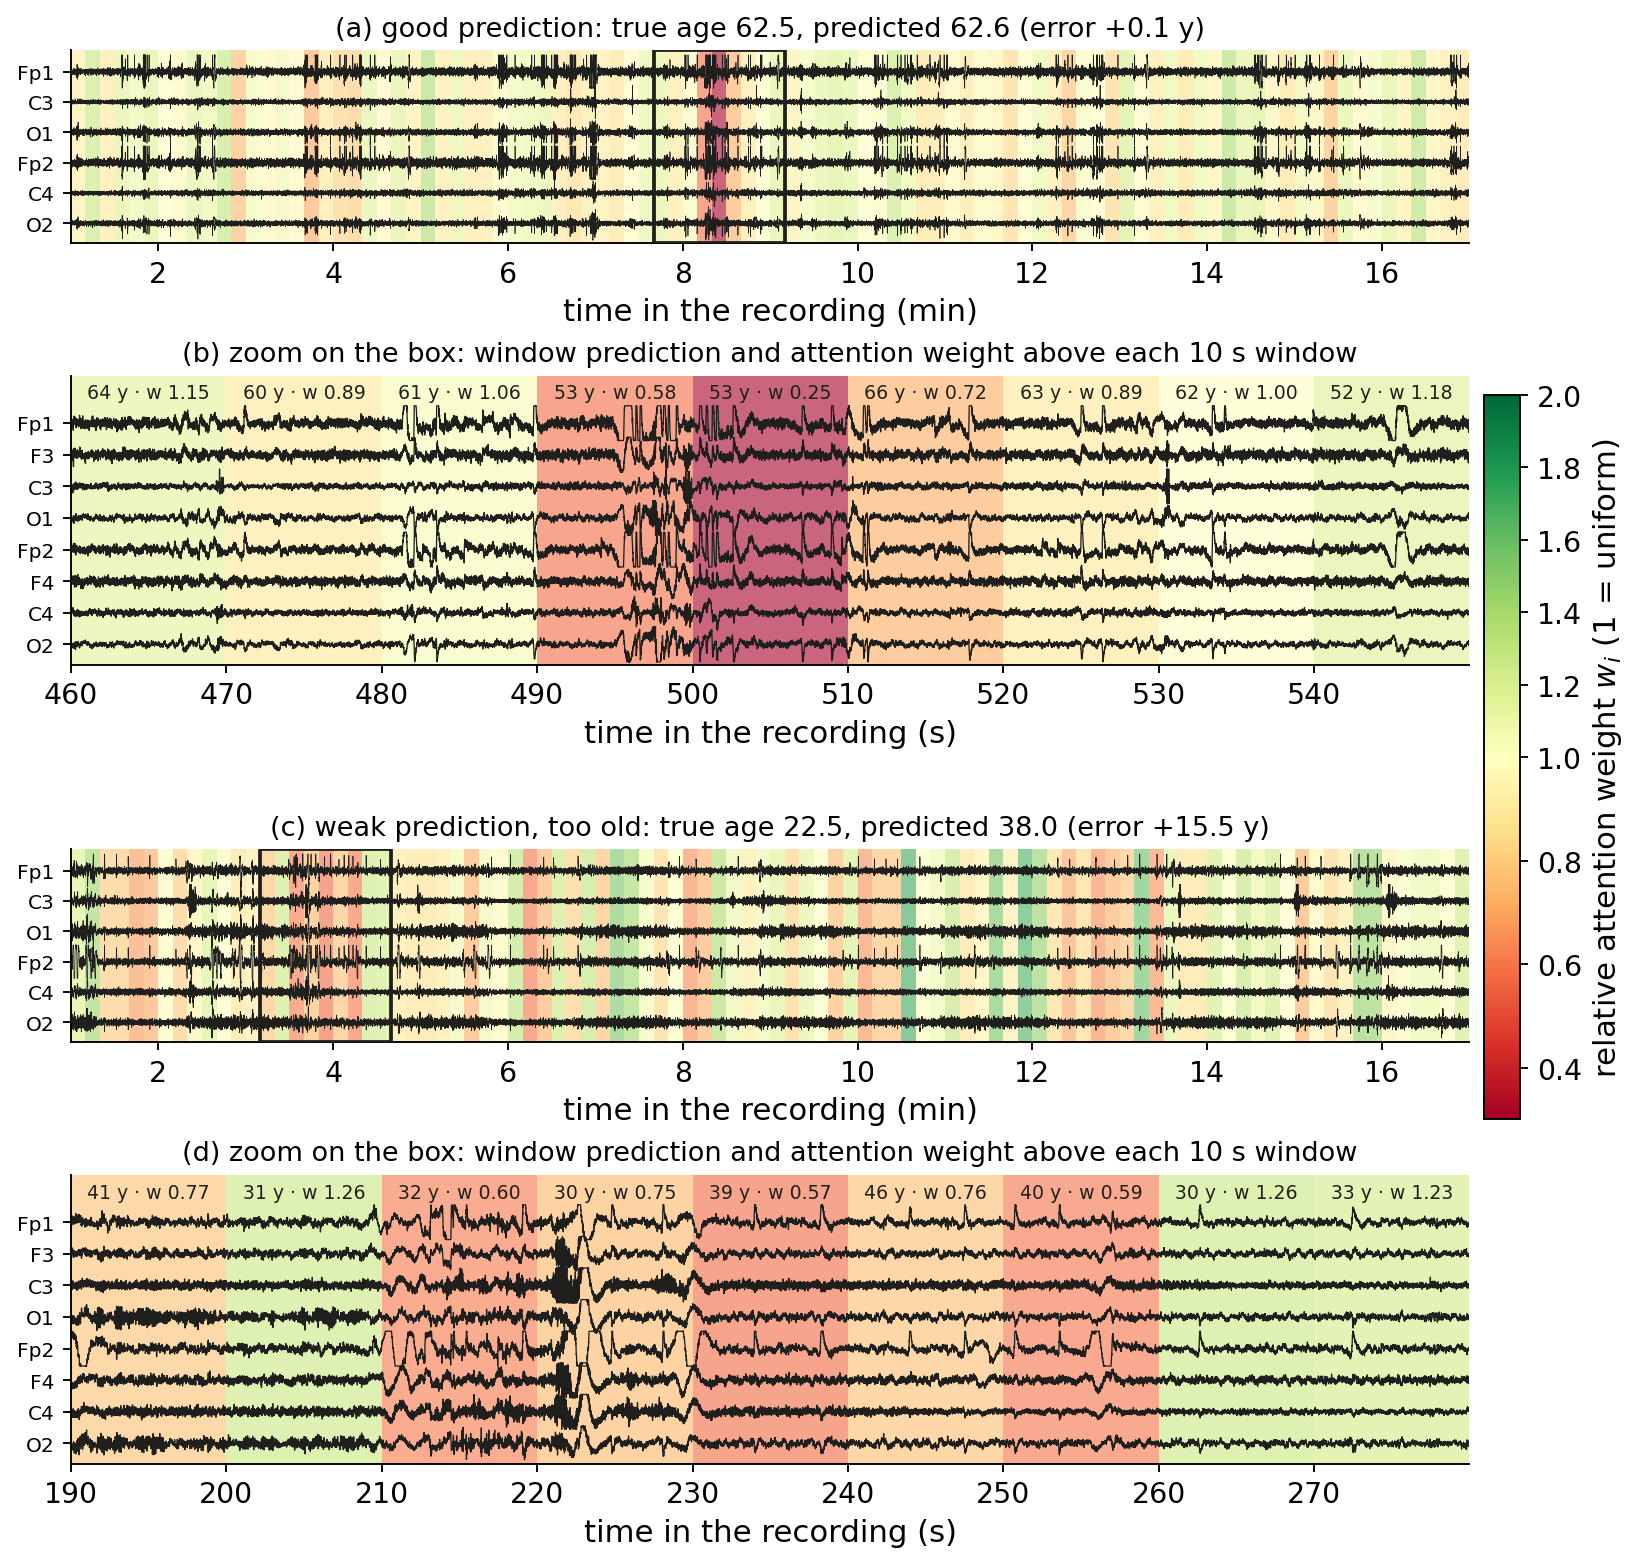 (a) good prediction: true age 62.5, predicted 62.6 (error +0.1 y)
Fp1
C3
O1
Fp2
C4
O2
2 4 6 8 10 12 14 16
time in the recording (min)
(b) zoom on the box: window prediction and attention weight above each 10 s window
64 y · w 1.15 60 y · w 0.89 61 y · w 1.06 53 y · w 0.58 53 y · w 0.25 66 y · w 0.72 63 y · w 0.89 62 y · w 1.00 52 y · w 1.18
Fp1
F3
C3
O1
Fp2
F4
C4
O2
460 470 480 490 500 510 520 530 540
time in the recording (s)
(c) weak prediction, too old: true age 22.5, predicted 38.0 (error +15.5 y)
Fp1
C3
O1
Fp2
C4
O2
2 4 6 8 10 12 14 16
time in the recording (min)
(d) zoom on the box: window prediction and attention weight above each 10 s window
41 y · w 0.77 31 y · w 1.26 32 y · w 0.60 30 y · w 0.75 39 y · w 0.57 46 y · w 0.76 40 y · w 0.59 30 y · w 1.26 33 y · w 1.23
Fp1
F3
C3
O1
Fp2
F4
C4
O2
190 200 210 220 230 240 250 260 270
time in the recording (s)
2.0
1.8
1.6
1.4
1.2
1.0
0.8
0.6
0.4
relative attention weight wᵢ (1 = uniform)